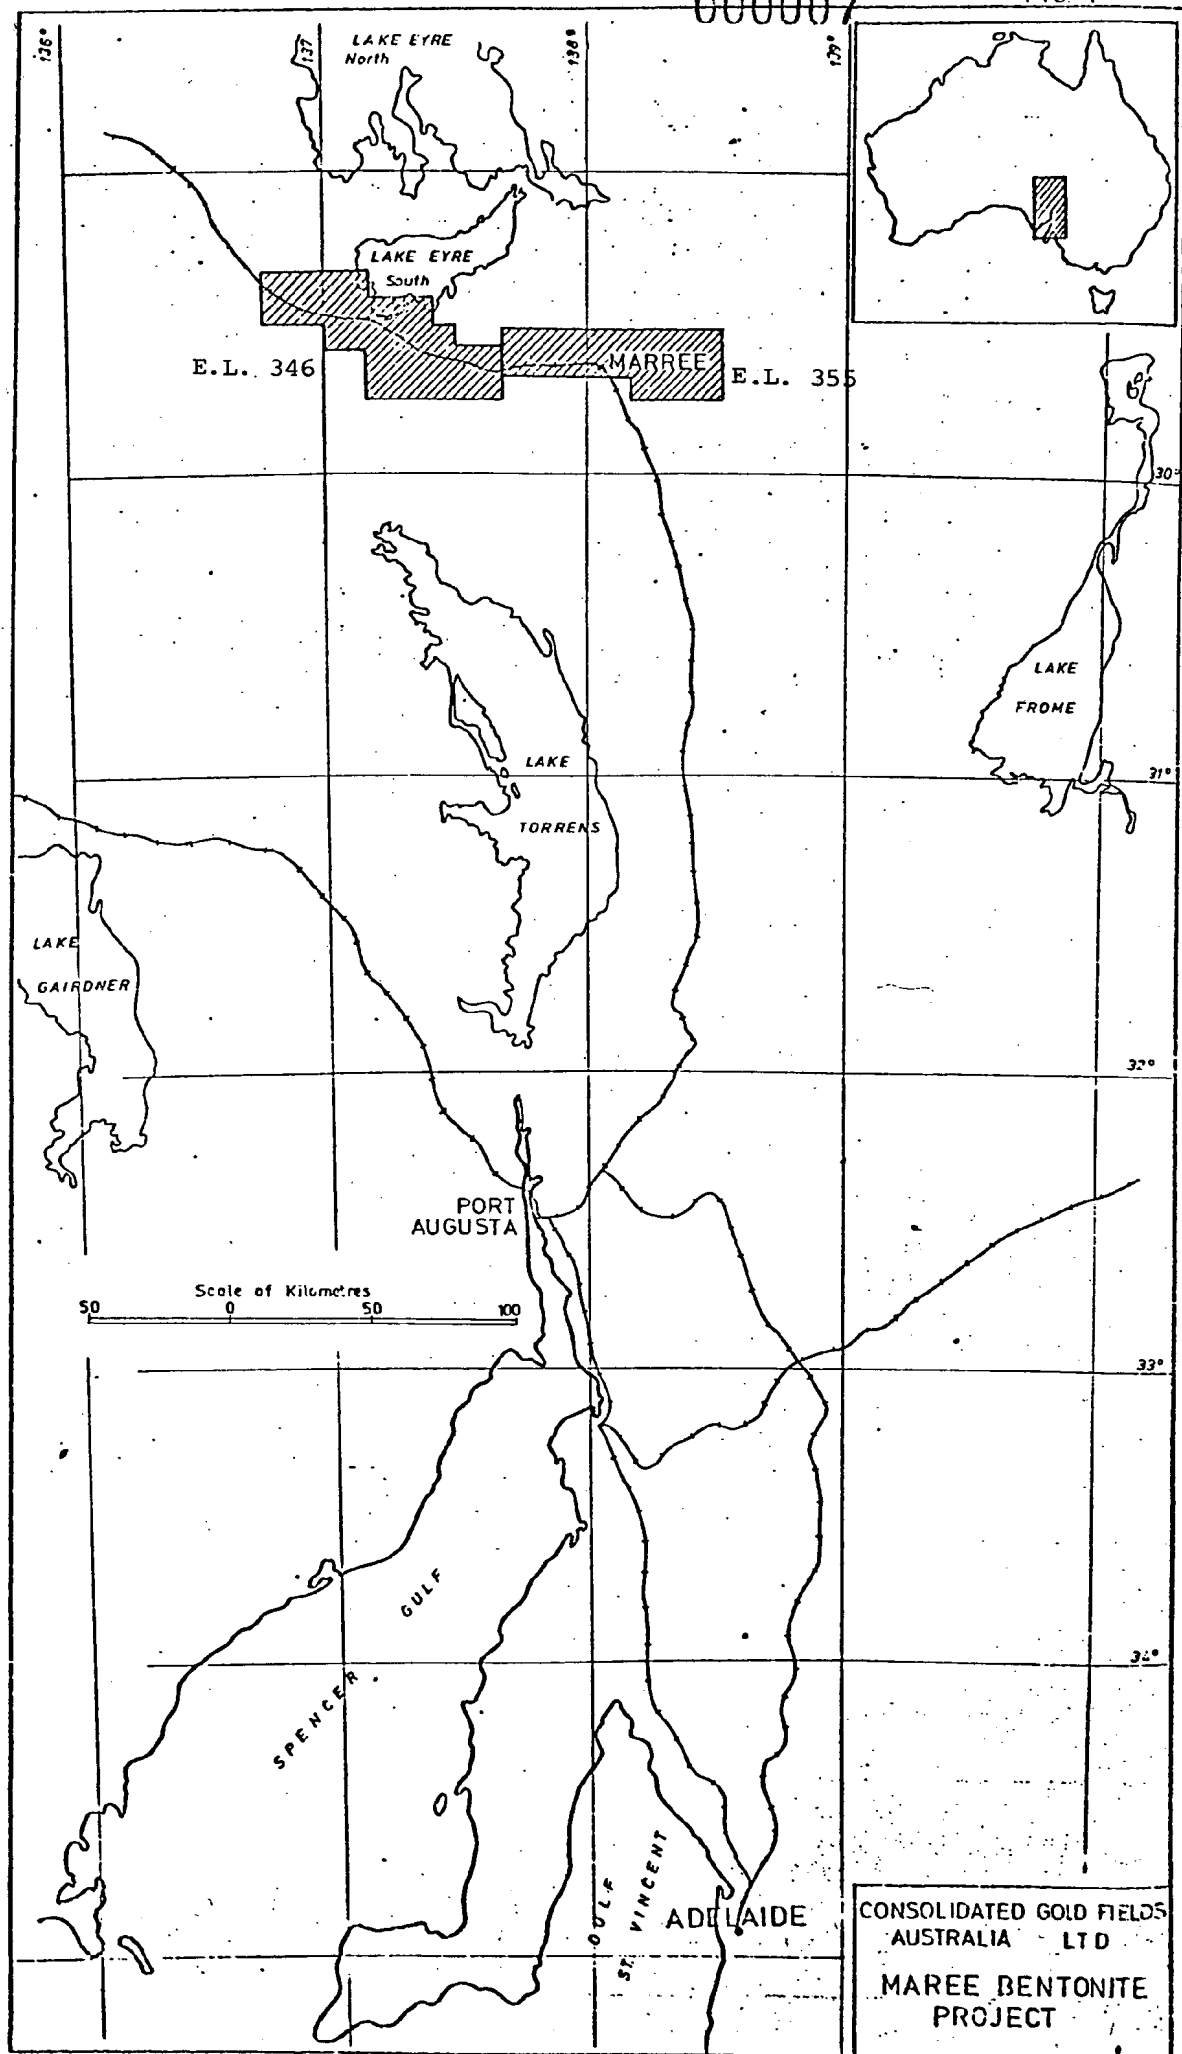 000007
136°
137
138°
139°
LAKE EYRE
North
LAKE EYRE
South
E.L. 346
MARREE
E.L. 355
30°
LAKE
FROME
31°
LAKE
TORRENS
LAKE
GAIRDNER
32°
PORT
AUGUSTA
Scale of Kilometres
50 0 50 100
33°
SPENCER GULF
34°
GULF
ST. VINCENT
ADELAIDE
CONSOLIDATED GOLD FIELDS
AUSTRALIA LTD
MAREE BENTONITE
PROJECT